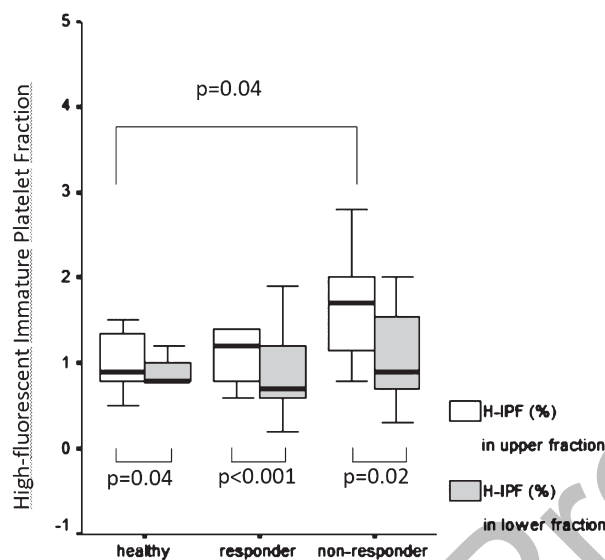 High-fluorescent Immature Platelet Fraction
5
4
3
2
1
0
-1
p=0.04
p=0.04
p<0.001
p=0.02
healthy
responder
non-responder
H-IPF (%)
in upper fraction
H-IPF (%)
in lower fraction